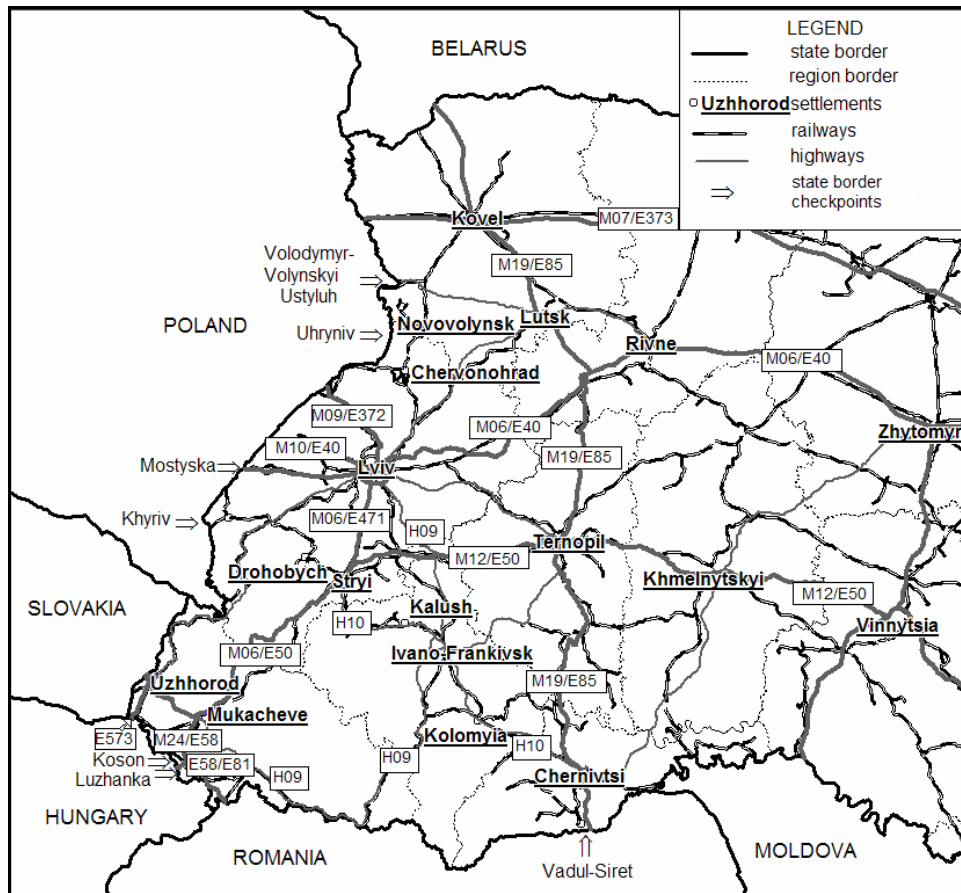 BELARUS
LEGEND
state border
region border
Uzhhorod settlements
railways
highways
state border
checkpoints
Kovel
M07/E373
Volodymyr-
Volynskyi
Ustyluh
M19/E85
POLAND
Uhryniv
Novovolynsk
Lutsk
Rivne
M06/E40
Chervonohrad
M09/E372
M06/E40
Zhytomyr
M10/E40
Mostyska
Lviv
M19/E85
Khyriv
M06/E471
H09
Ternopil
M12/E50
Drohobych
Stryi
Khmelnytskyi
SLOVAKIA
Kalush
M12/E50
H10
Vinnytsia
M06/E50
Ivano-Frankivsk
Uzhhorod
M19/E85
Mukacheve
E573
M24/E58
Kolomyia
H10
Koson
E58/E81
H09
Luzhanka
H09
Chernivtsi
HUNGARY
ROMANIA
MOLDOVA
Vadul-Siret